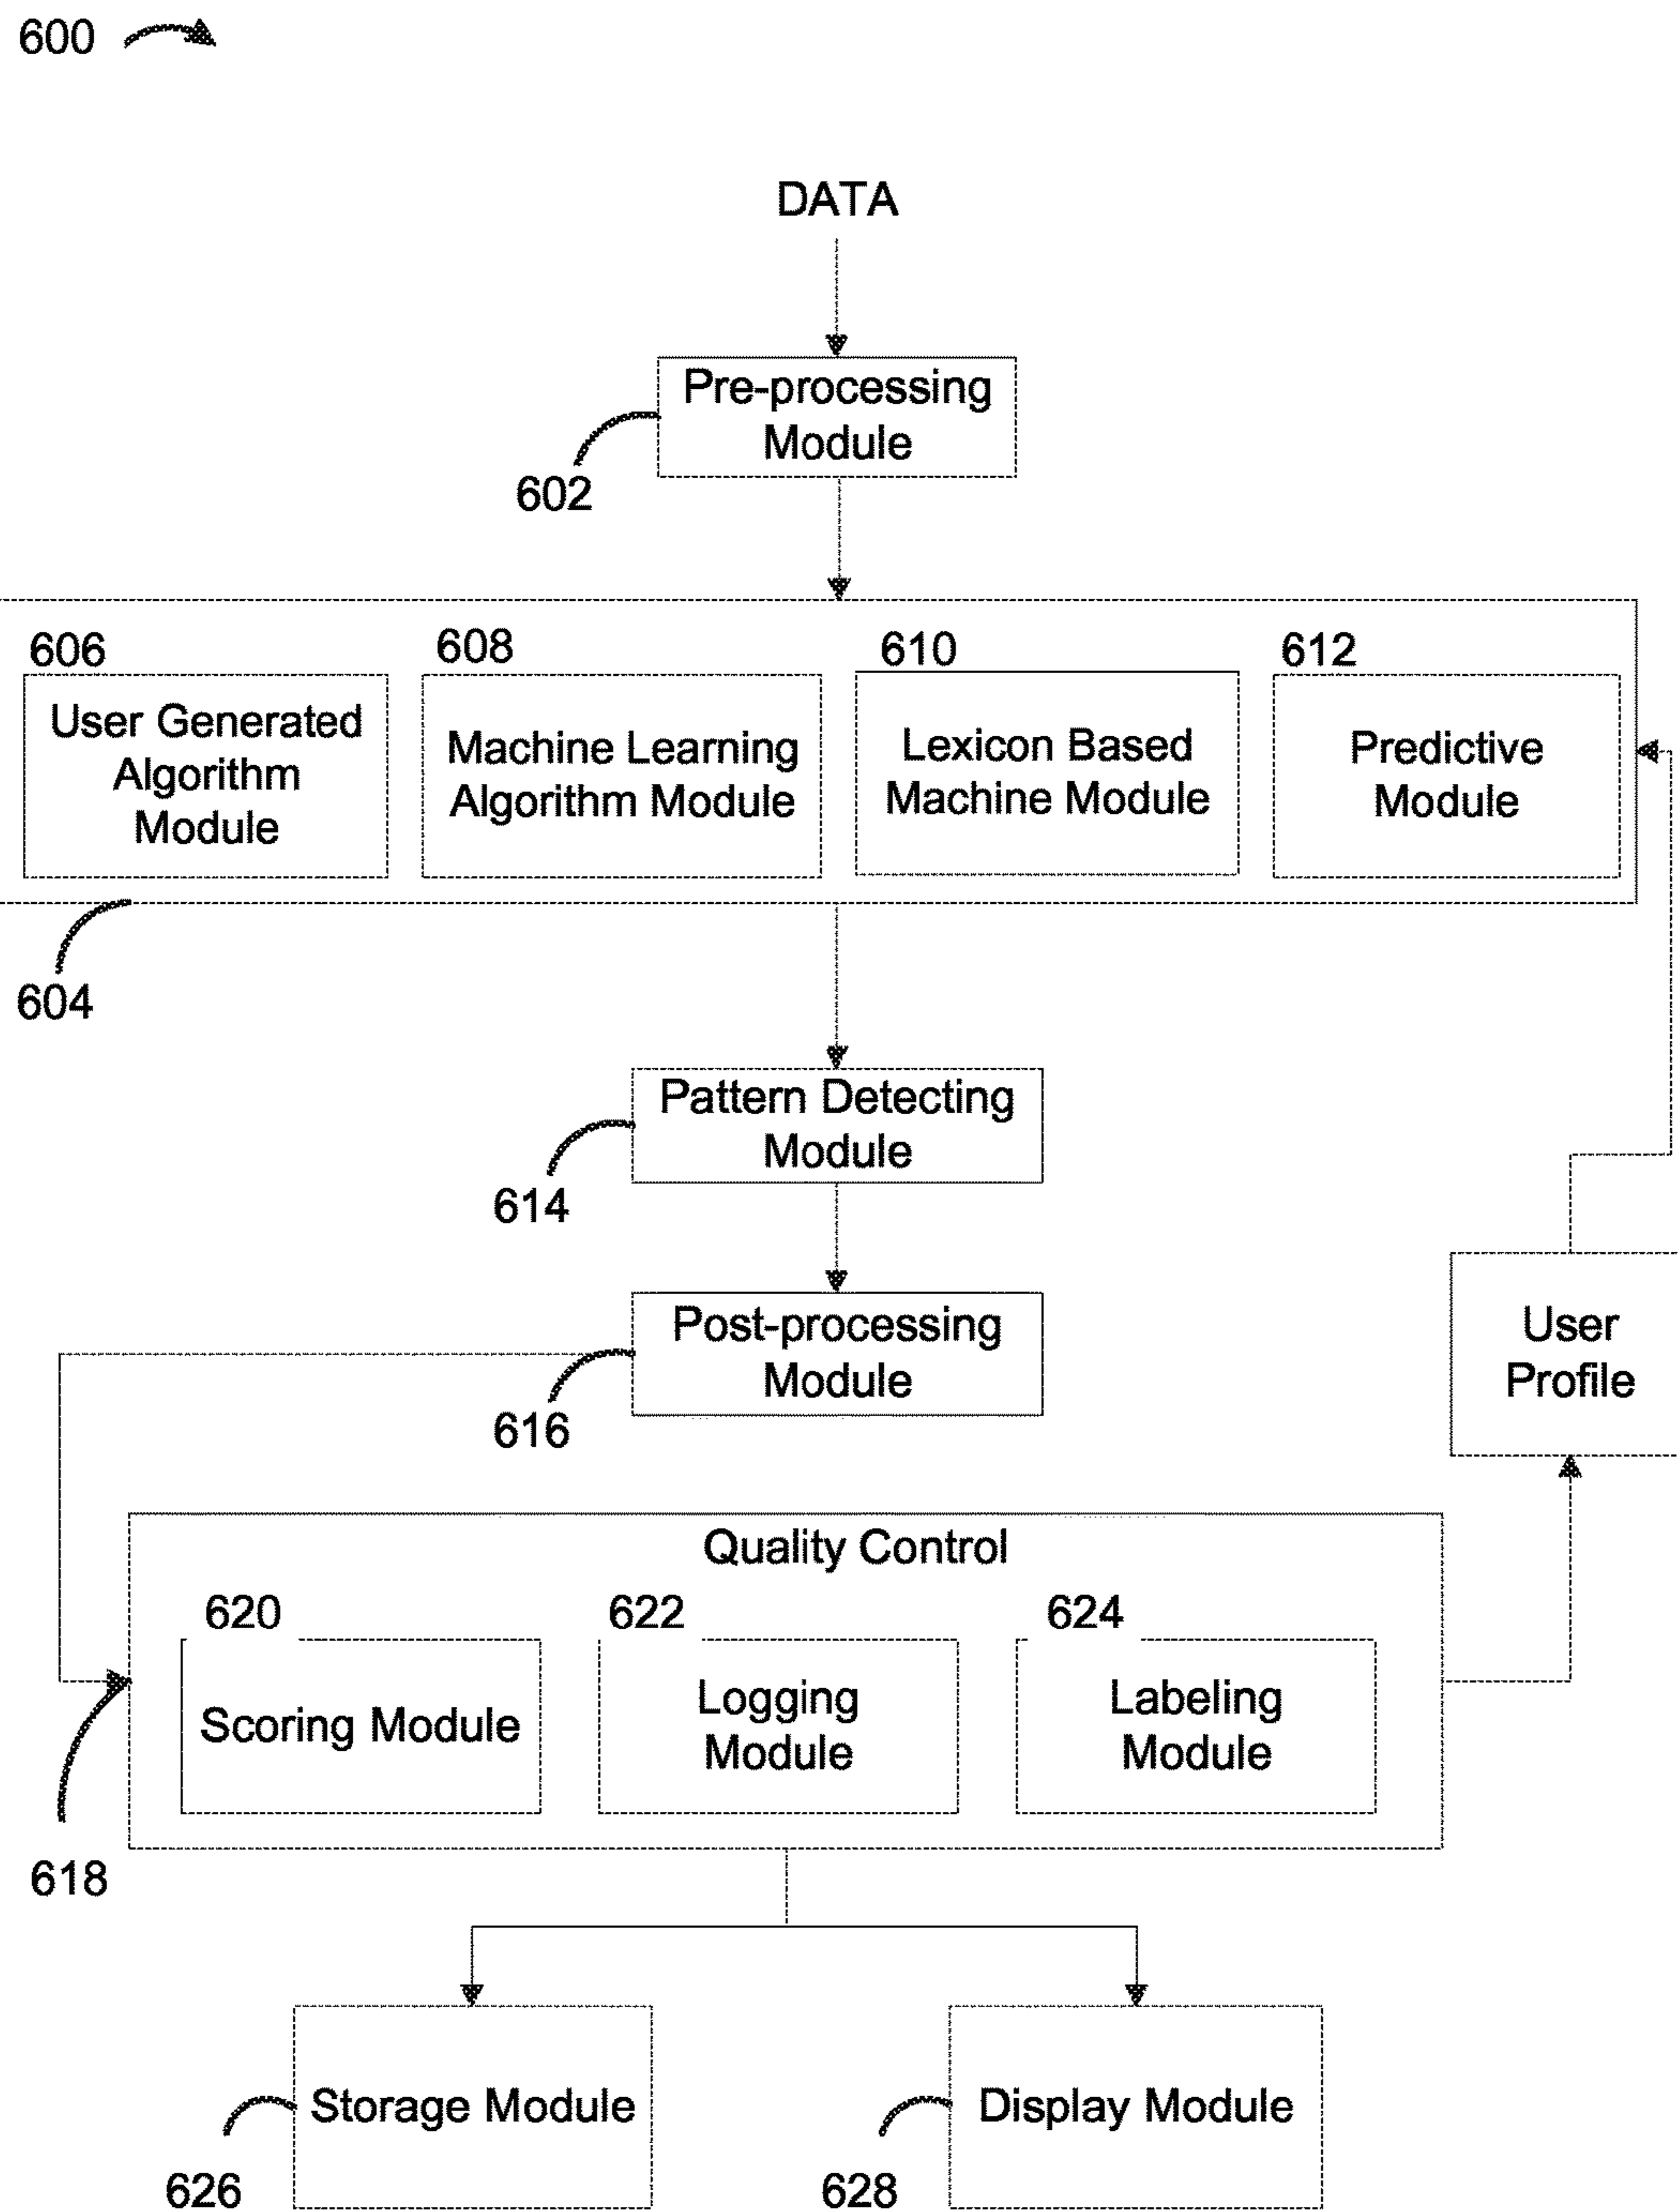 600
DATA
Pre-processing
Module
602
606
User Generated
Algorithm
Module
608
Machine Learning
Algorithm Module
610
Lexicon Based
Machine Module
612
Predictive
Module
604
Pattern Detecting
Module
614
Post-processing
Module
616
User
Profile
Quality Control
620
Scoring Module
622
Logging
Module
624
Labeling
Module
618
Storage Module
626
Display Module
628